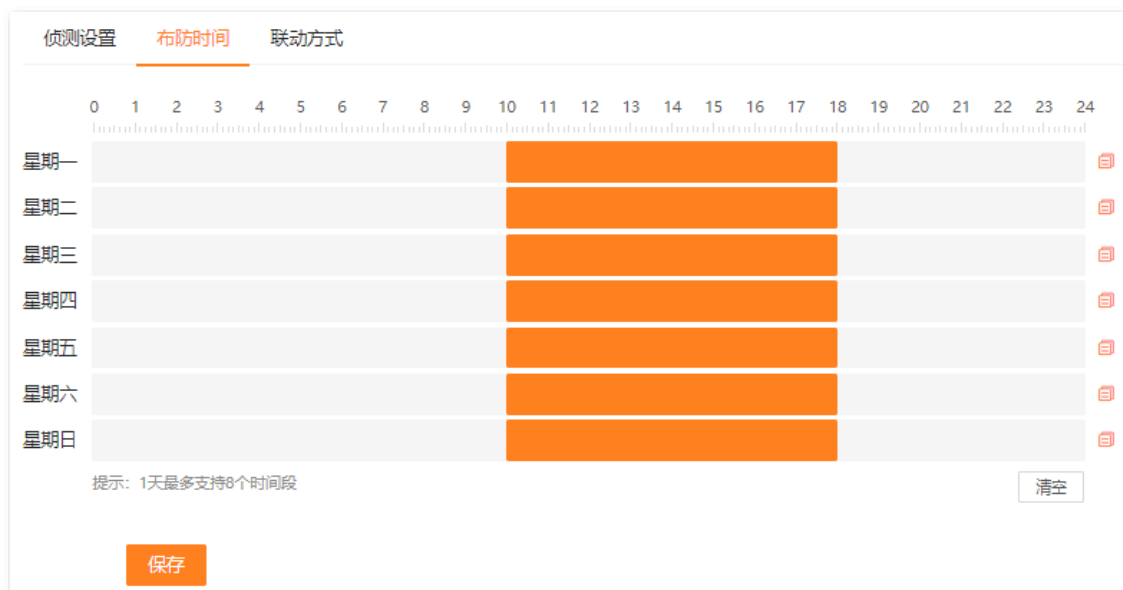 侦测设置 布防时间 联动方式
0 1 2 3 4 5 6 7 8 9 10 11 12 13 14 15 16 17 18 19 20 21 22 23 24
星期一
星期二
星期三
星期四
星期五
星期六
星期日
提示：1天最多支持8个时间段 清空
保存